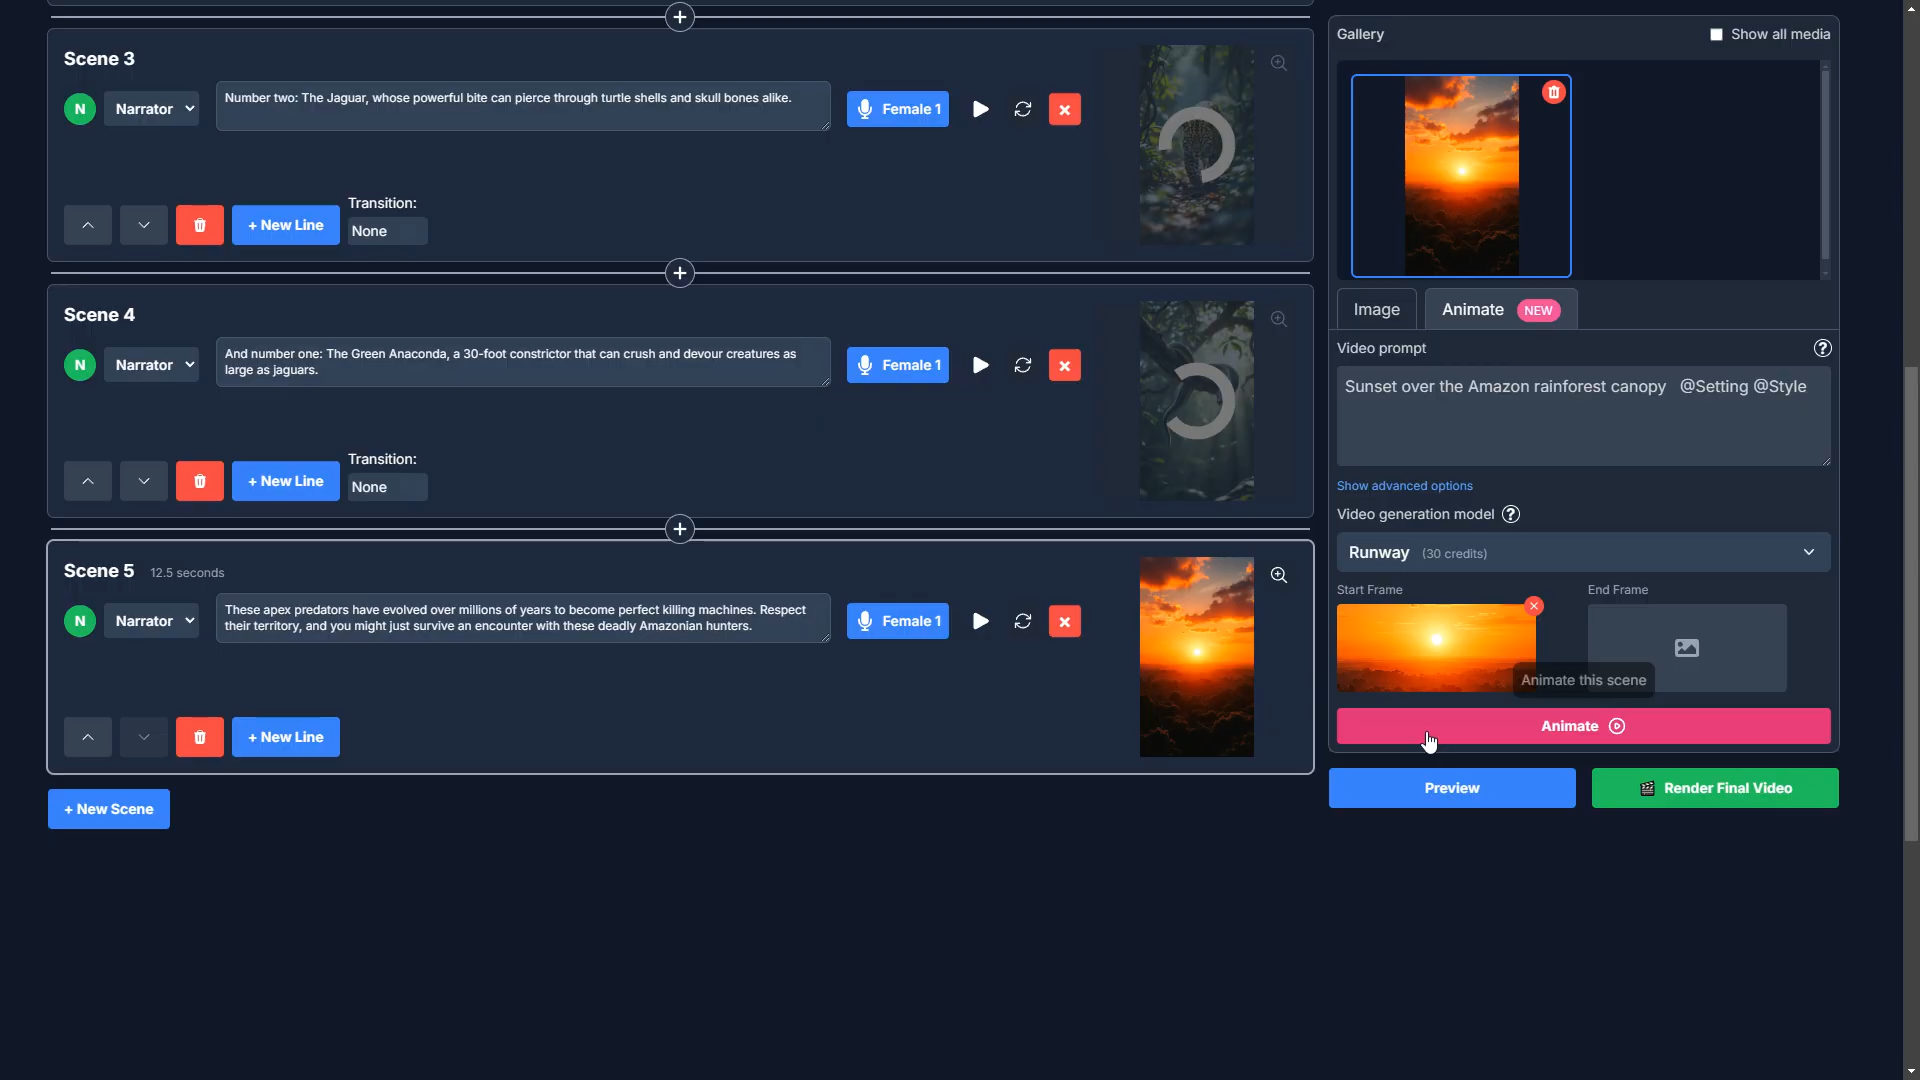 Scene 3
N
Narrator
Number two: The Jaguar, whose powerful bite can pierce through turtle shells and skull bones alike.
Female 1
+ New Line
Transition:
None
Scene 4
N
Narrator
And number one: The Green Anaconda, a 30-foot constrictor that can crush and devour creatures as
large as jaguars.
Female 1
+ New Line
Transition:
None
Scene 5 12.5 seconds
N
Narrator
These apex predators have evolved over millions of years to become perfect killing machines. Respect
their territory, and you might just survive an encounter with these deadly Amazonian hunters.
Female 1
+ New Line
+ New Scene
Gallery
Show all media
Image
Animate NEW
Video prompt
Sunset over the Amazon rainforest canopy @Setting @Style
Show advanced options
Video generation model
Runway (30 credits)
Start Frame
End Frame
Animate this scene
Animate
Preview
Render Final Video